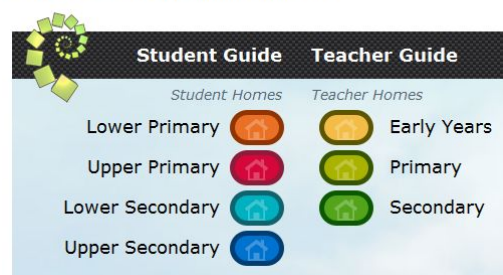 Student Guide Teacher Guide
Student Homes Teacher Homes
Lower Primary Early Years
Upper Primary Primary
Lower Secondary Secondary
Upper Secondary